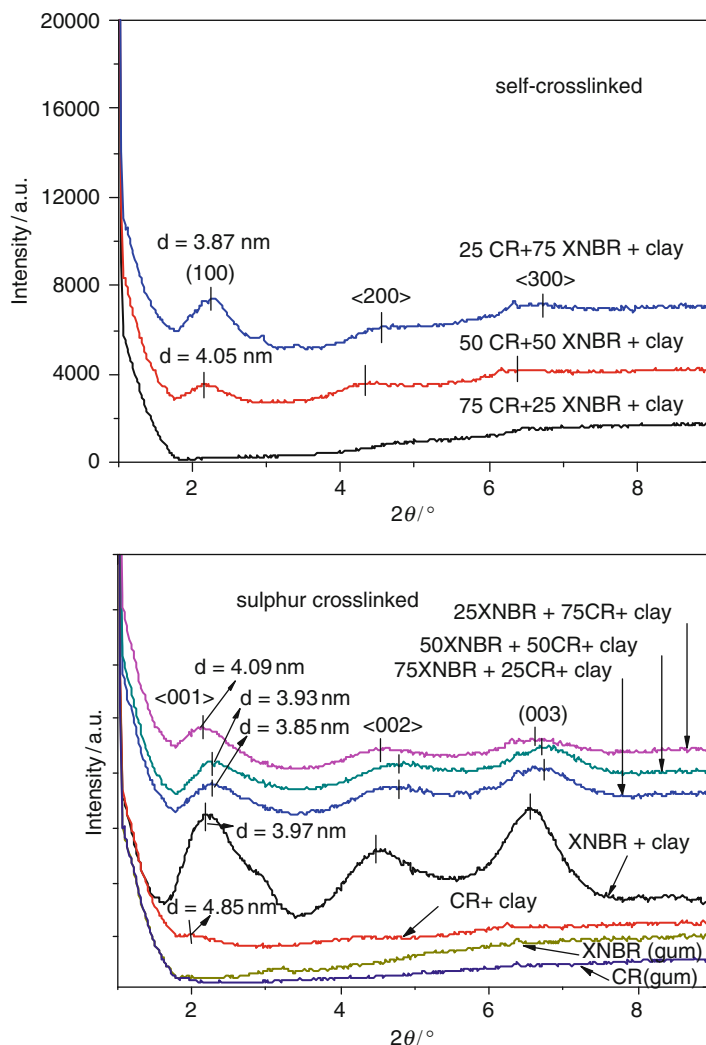 20000
self-crosslinked
16000
12000
Intensity / a.u.
d = 3.87 nm
25 CR+75 XNBR + clay
(100)
<200>
<300>
8000
d = 4.05 nm
50 CR+50 XNBR + clay
4000
75 CR+25 XNBR + clay
0
2 4 6 8
2θ/°
sulphur crosslinked
25XNBR + 75CR+ clay
50XNBR + 50CR+ clay
75XNBR + 25CR+ clay
d = 4.09 nm
<001>
d = 3.93 nm
d = 3.85 nm
<002>
(003)
Intensity / a.u.
d = 3.97 nm
XNBR + clay
d = 4.85 nm
CR+ clay
XNBR (gum)
CR(gum)
2 4 6 8
2θ/°